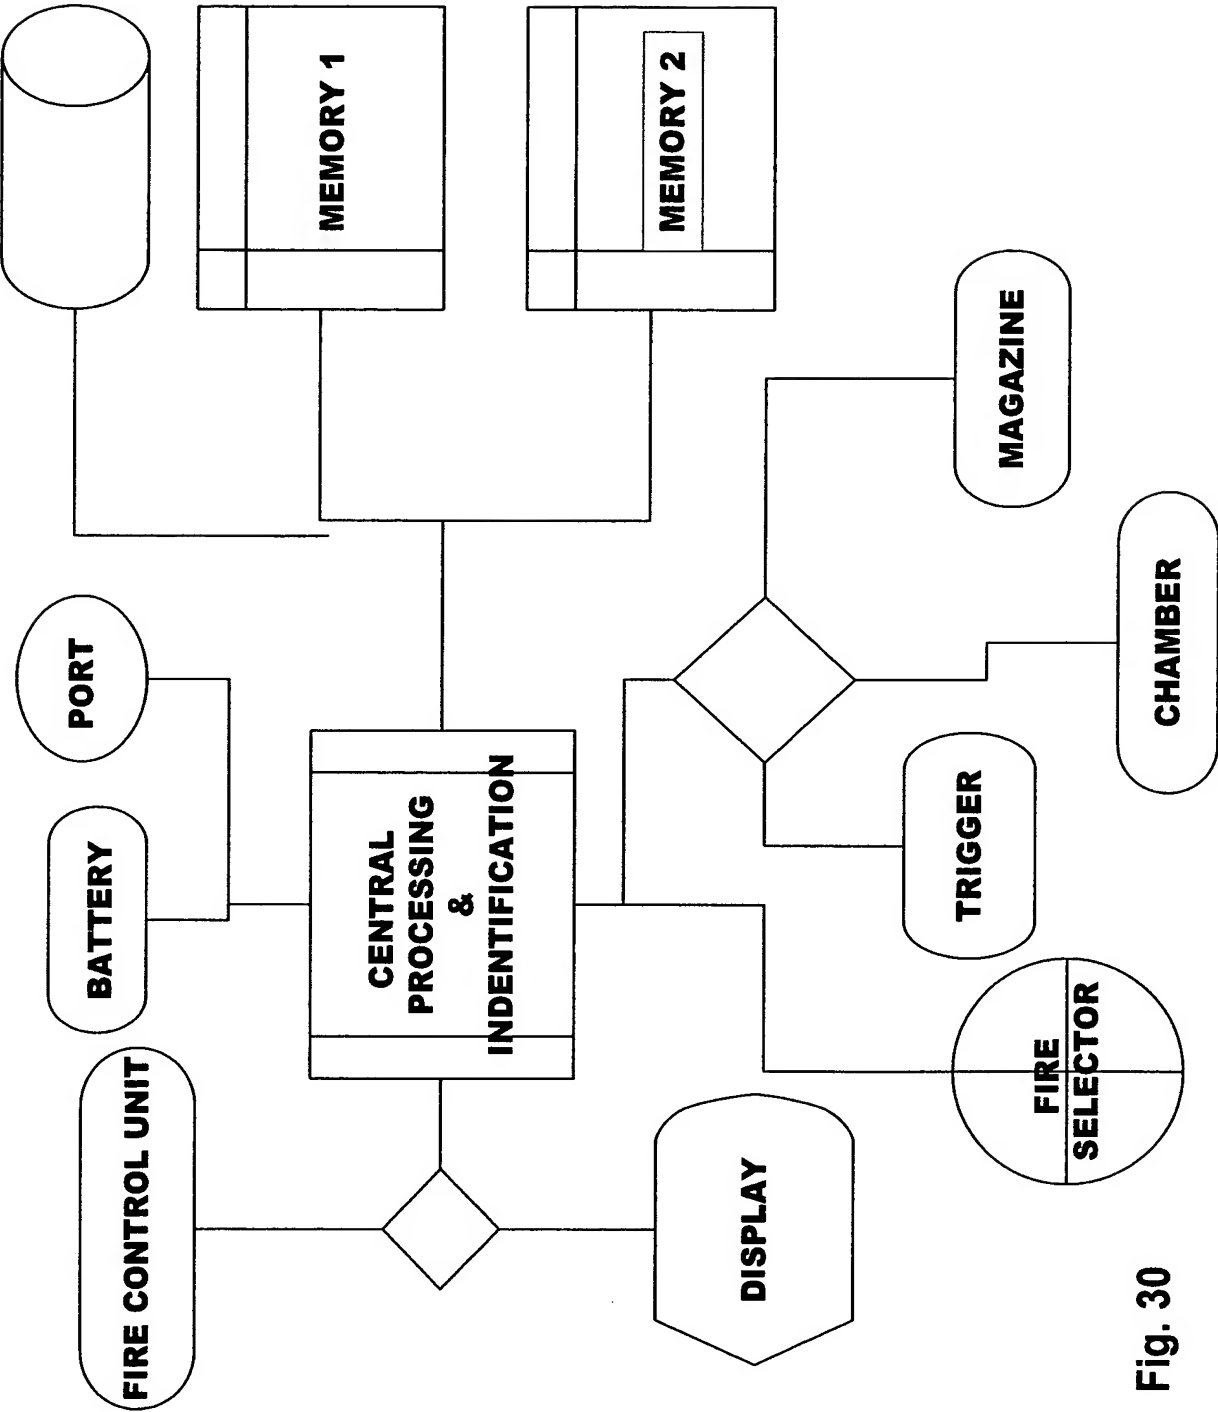 FIRE CONTROL UNIT
BATTERY
PORT
CENTRAL
PROCESSING
&
INDENTIFICATION
MEMORY 1
MEMORY 2
DISPLAY
FIRE
SELECTOR
TRIGGER
CHAMBER
MAGAZINE
Fig. 30